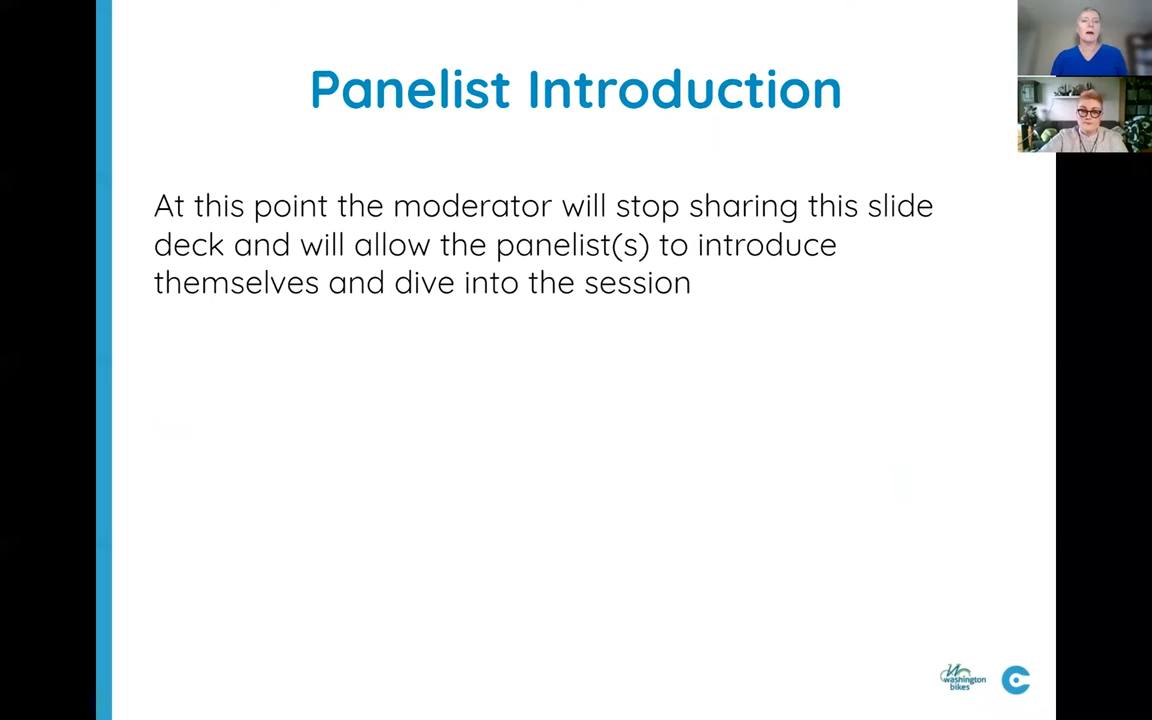 Panelist Introduction
At this point the moderator will stop sharing this slide
deck and will allow the panelist(s) to introduce
themselves and dive into the session
washington
bikes